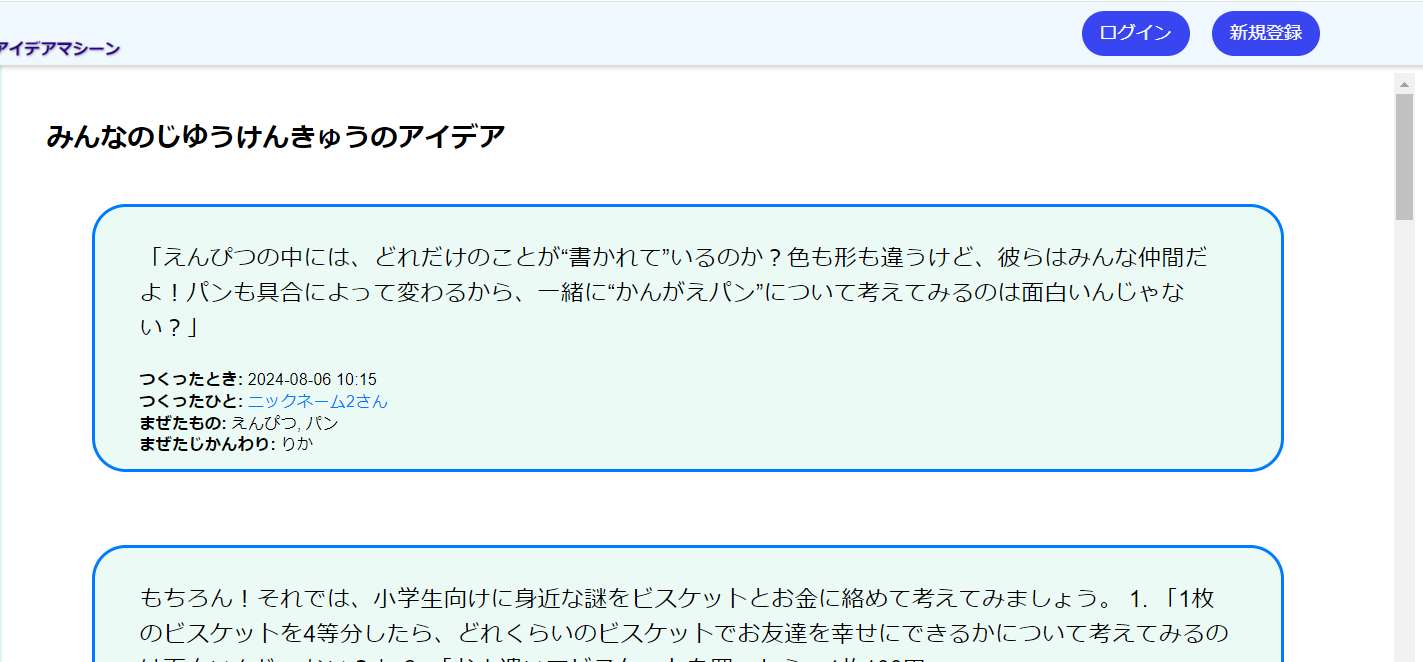 アイデアマシーン
ログイン
新規登録
みんなのじゆうけんきゅうのアイデア
「えんぴつの中には、どれだけのことが“書かれて”いるのか？色も形も違うけど、彼らはみんな仲間だ
よ！パンも具合によって変わるから、一緒に“かんがえパン”について考えてみるのは面白いんじゃな
い？」
つくったとき: 2024-08-06 10:15
つくったひと: ニックネーム2さん
まぜたもの: えんぴつ, パン
まぜたじかんわり: りか
もちろん！それでは、小学生向けに身近な謎をビスケットとお金に絡めて考えてみましょう。 1. 「1枚
のビスケットを4等分したら、どれくらいのビスケットでお友達を幸せにできるかについて考えてみるの